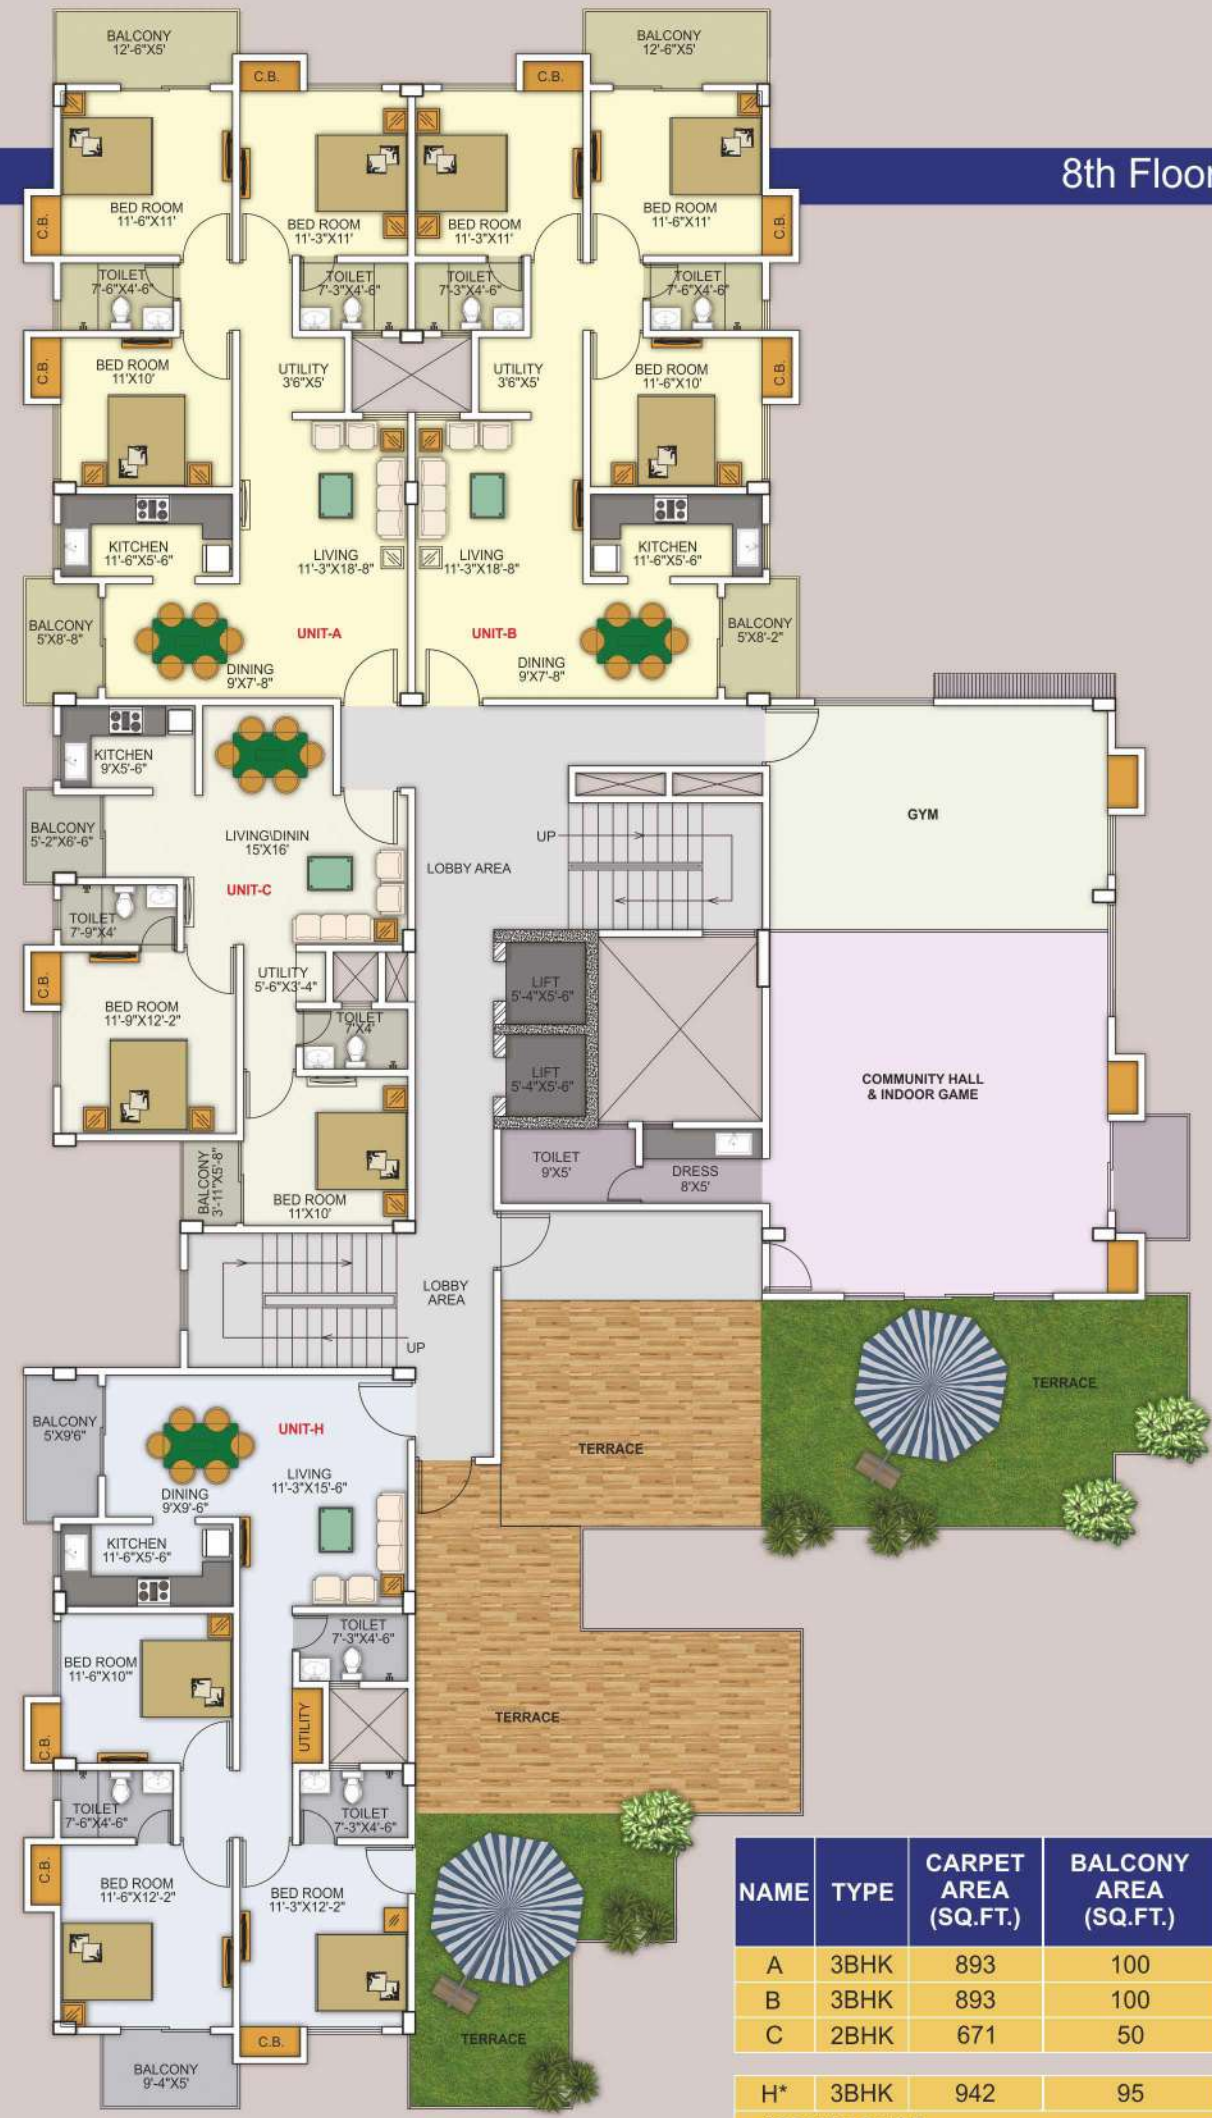 8th Floor
BALCONY
12'-6"X5'
BALCONY
12'-6"X5'
C.B.
C.B.
BED ROOM
11'-6"X11'
BED ROOM
11'-3"X11'
BED ROOM
11'-3"X11'
BED ROOM
11'-6"X11'
C.B.
C.B.
TOILET
7'-6"X4'-6"
TOILET
7'-3"X4'-6"
TOILET
7'-3"X4'-6"
TOILET
7'-6"X4'-6"
C.B.
BED ROOM
11'X10'
UTILITY
3'6"X5'
UTILITY
3'6"X5'
BED ROOM
11'-6"X10'
C.B.
KITCHEN
11'-6"X5'-6"
LIVING
11'-3"X18'-8"
LIVING
11'-3"X18'-8"
KITCHEN
11'-6"X5'-6"
BALCONY
5'X8'-8"
UNIT-A
UNIT-B
BALCONY
5'X8'-2"
DINING
9'X7'-8"
DINING
9'X7'-8"
KITCHEN
9'X5'-6"
BALCONY
5'-2"X6'-6"
LIVING\DININ
15'X16'
UNIT-C
LOBBY AREA
UP
GYM
TOILET
7'-9"X4'
C.B.
BED ROOM
11'-9"X12'-2"
UTILITY
5'-6"X3'-4"
TOILET
7'X4'
LIFT
5'-4"X5'-6"
LIFT
5'-4"X5'-6"
COMMUNITY HALL
& INDOOR GAME
BALCONY
3'-11"X5'-8"
BED ROOM
11'X10'
TOILET
9'X5'
DRESS
8'X5'
LOBBY
AREA
UP
TERRACE
TERRACE
BALCONY
5'X9'6"
UNIT-H
LIVING
11'-3"X15'-6"
DINING
9'X9'-6"
KITCHEN
11'-6"X5'-6"
TOILET
7'-3"X4'-6"
BED ROOM
11'-6"X10'"
UTILITY
C.B.
TERRACE
TOILET
7'-6"X4'-6"
TOILET
7'-3"X4'-6"
C.B.
BED ROOM
11'-6"X12'-2"
BED ROOM
11'-3"X12'-2"
C.B.
TERRACE
BALCONY
9'-4"X5'
NAME TYPE CARPET AREA (SQ.FT.) BALCONY AREA (SQ.FT.)
A 3BHK 893 100
B 3BHK 893 100
C 2BHK 671 50
H* 3BHK 942 95